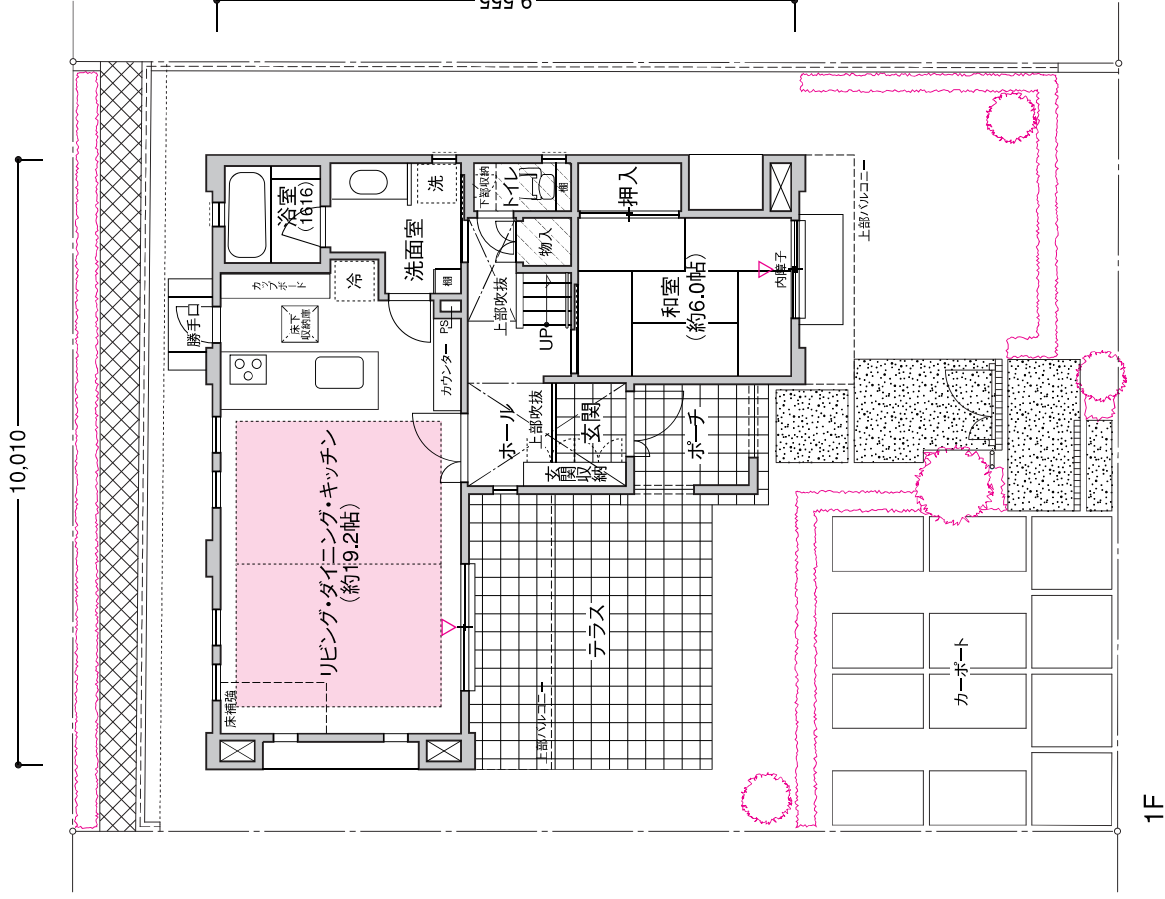 9,555
10,010
浴室
(1616)
洗
洗面室
棚
下部収納
トイレ
棚
物入
押入
上部バルコニー
内障子
和室
(約6.0帖)
上部吹抜
UP
PS
カウンター
カップ
ボード
冷
床下
収納庫
勝手口
ホール
上部吹抜
玄関
玄関
収納
ポーチ
リビング・ダイニング・キッチン
(約19.2帖)
床補強
テラス
上部バルコニー
カーポート
1F